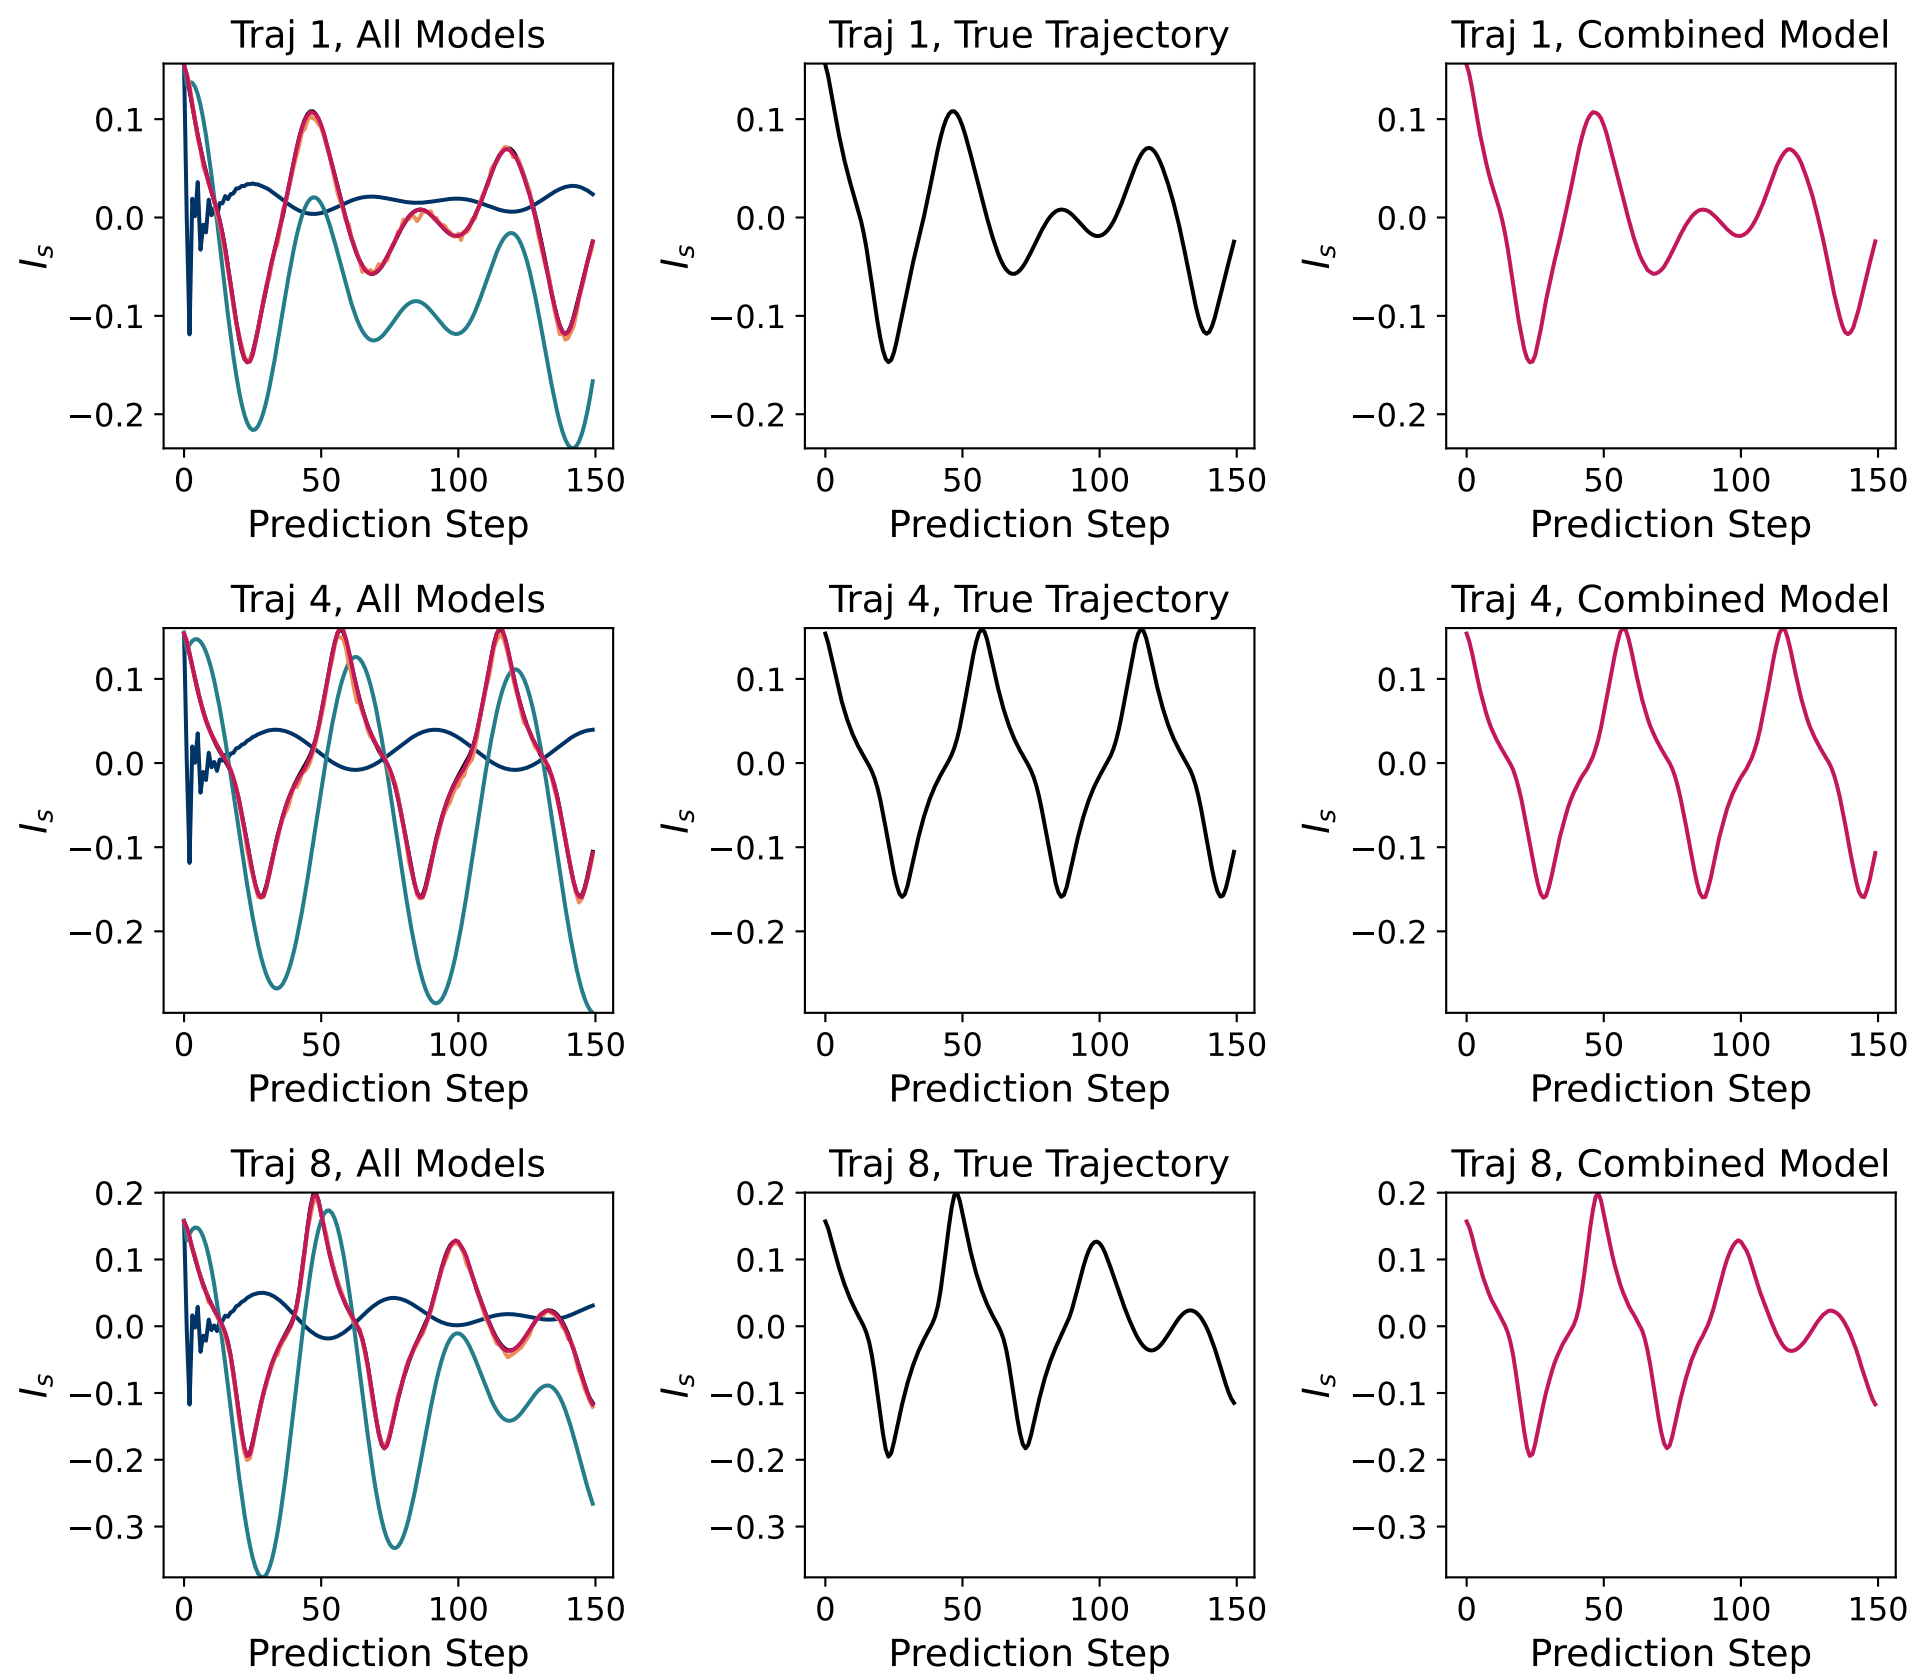 Traj 1, All Models
Traj 1, True Trajectory
Traj 1, Combined Model
0.1
0.0
−0.1
−0.2
I_s
0 50 100 150
Prediction Step
0.1
0.0
−0.1
−0.2
I_s
0 50 100 150
Prediction Step
0.1
0.0
−0.1
−0.2
I_s
0 50 100 150
Prediction Step
Traj 4, All Models
Traj 4, True Trajectory
Traj 4, Combined Model
0.1
0.0
−0.1
−0.2
I_s
0 50 100 150
Prediction Step
0.1
0.0
−0.1
−0.2
I_s
0 50 100 150
Prediction Step
0.1
0.0
−0.1
−0.2
I_s
0 50 100 150
Prediction Step
Traj 8, All Models
Traj 8, True Trajectory
Traj 8, Combined Model
0.2
0.1
0.0
−0.1
−0.2
−0.3
I_s
0 50 100 150
Prediction Step
0.2
0.1
0.0
−0.1
−0.2
−0.3
I_s
0 50 100 150
Prediction Step
0.2
0.1
0.0
−0.1
−0.2
−0.3
I_s
0 50 100 150
Prediction Step